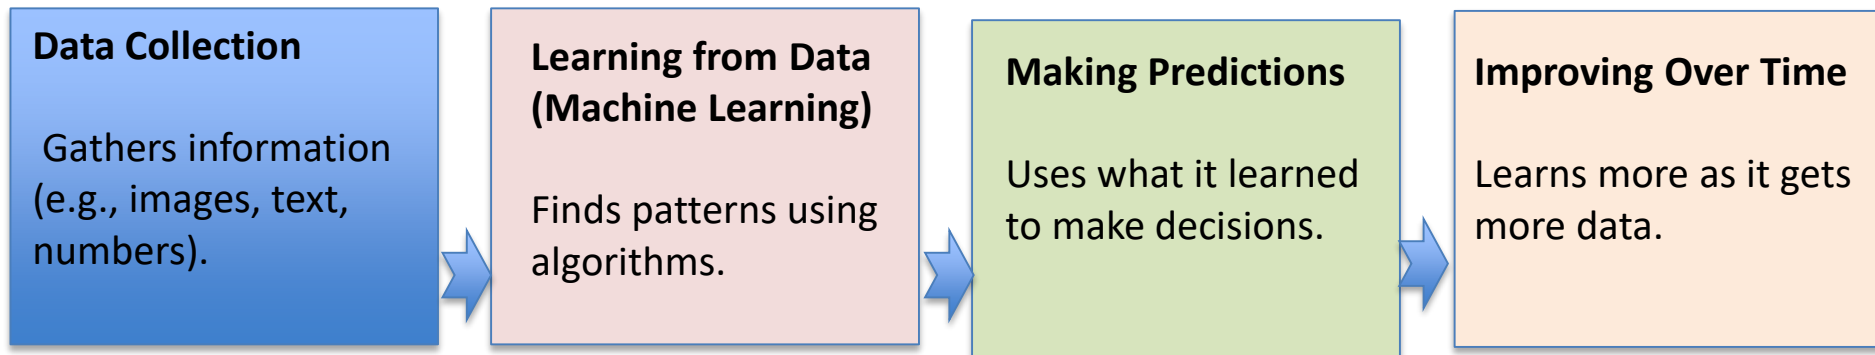 Data Collection
Gathers information
(e.g., images, text,
numbers).
Learning from Data
(Machine Learning)
Finds patterns using
algorithms.
Making Predictions
Uses what it learned
to make decisions.
Improving Over Time
Learns more as it gets
more data.